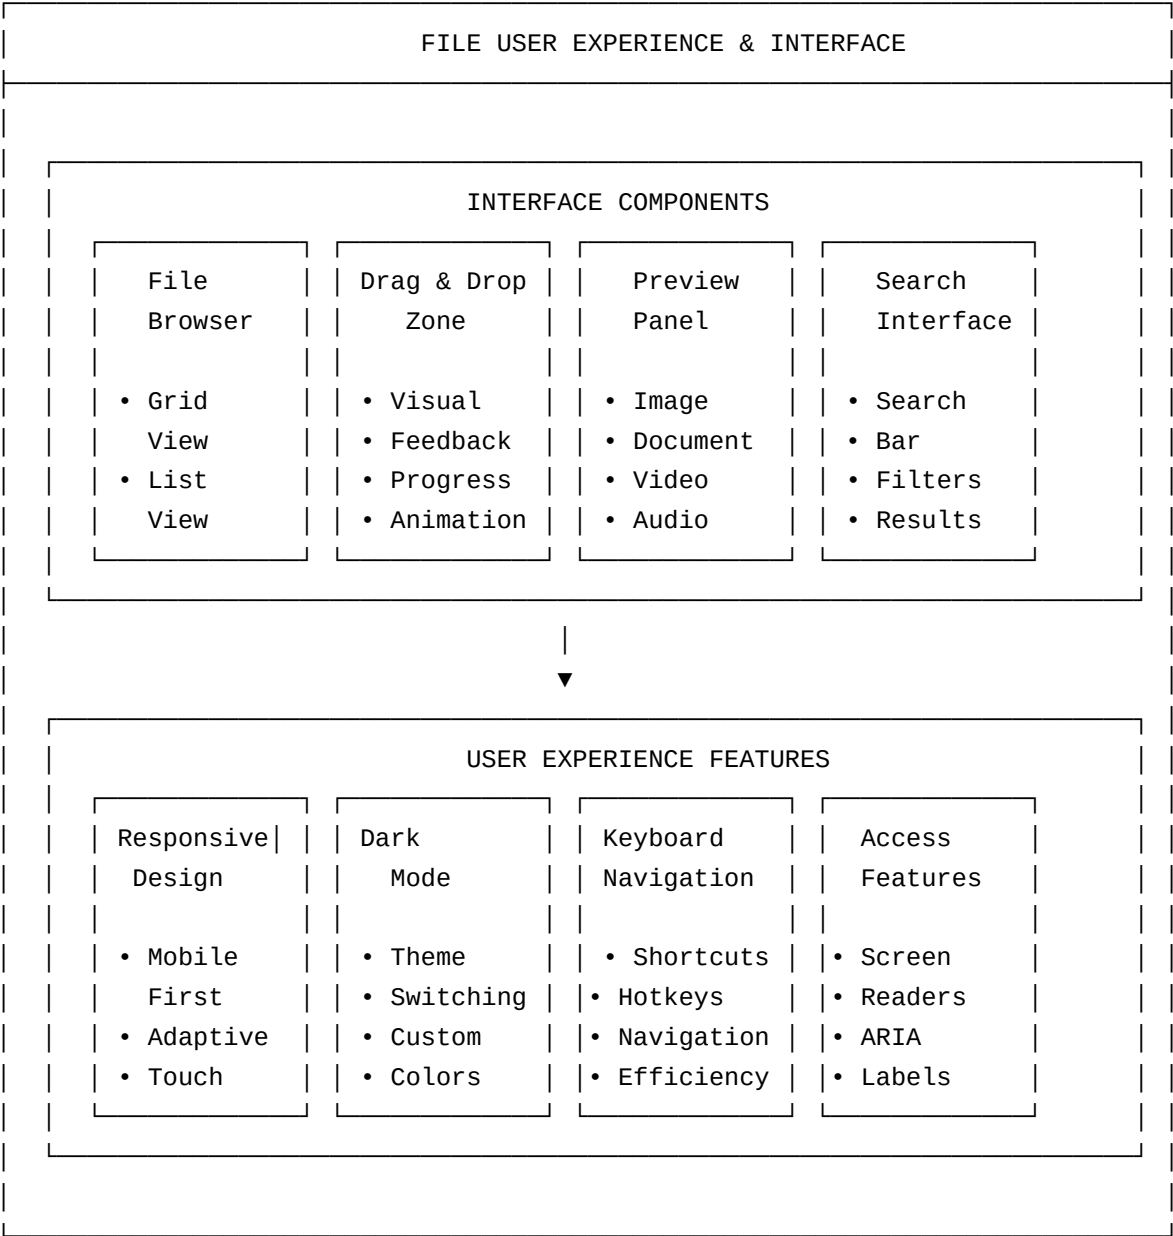 FILE USER EXPERIENCE & INTERFACE
INTERFACE COMPONENTS
File Drag & Drop Preview Search
Browser Zone Panel Interface
• Grid • Visual • Image • Search
View • Feedback • Document • Bar
• List • Progress • Video • Filters
View • Animation • Audio • Results
▼
USER EXPERIENCE FEATURES
Responsive Dark Keyboard Access
Design Mode Navigation Features
• Mobile • Theme • Shortcuts • Screen
First • Switching • Hotkeys • Readers
• Adaptive • Custom • Navigation • ARIA
• Touch • Colors • Efficiency • Labels